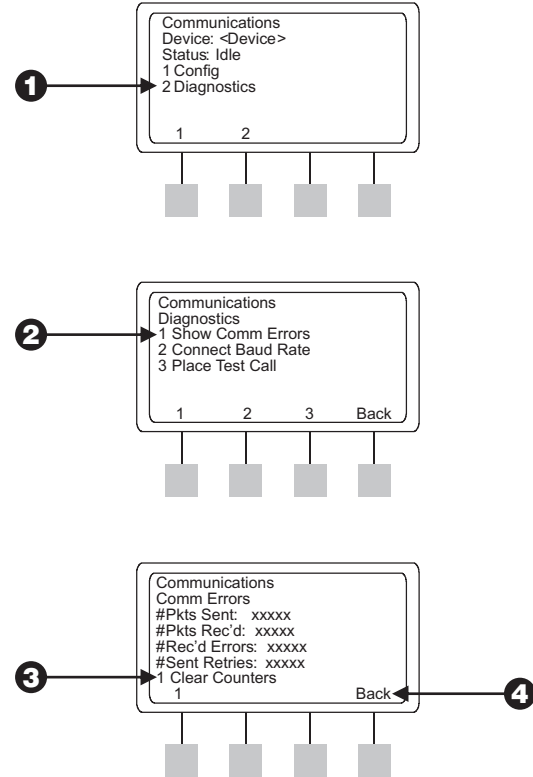 Communications
Device: <Device>
Status: Idle
1 Config
1
2 Diagnostics
1 2
Communications
Diagnostics
2
1 Show Comm Errors
2 Connect Baud Rate
3 Place Test Call
1 2 3 Back
Communications
Comm Errors
#Pkts Sent: xxxxx
#Pkts Rec'd: xxxxx
#Rec'd Errors: xxxxx
#Sent Retries: xxxxx
3
1 Clear Counters
1 Back
4